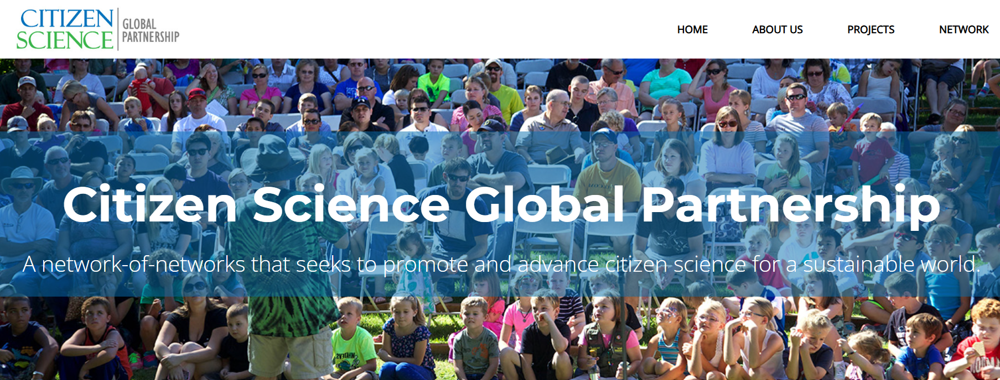 CITIZEN
SCIENCE
GLOBAL
PARTNERSHIP
HOME ABOUT US PROJECTS NETWORK
Citizen Science Global Partnership
A network-of-networks that seeks to promote and advance citizen science for a sustainable world.